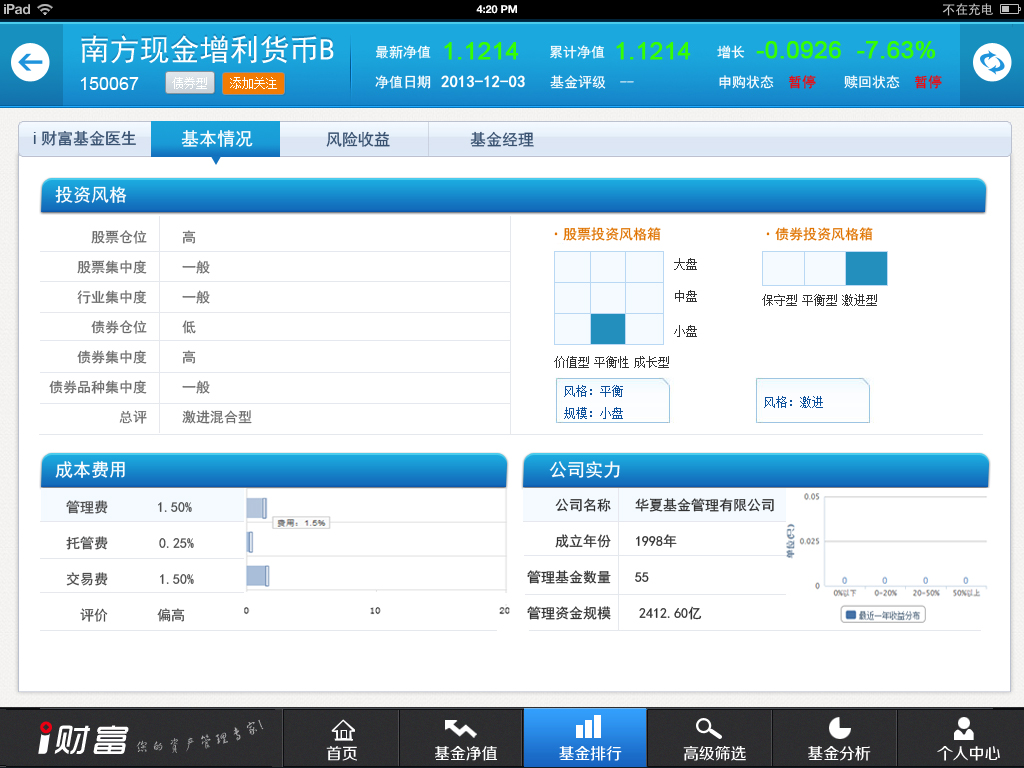 iPad
4:20 PM
不在充电
南方现金增利货币B
150067
债券型
添加关注
最新净值 1.1214
累计净值 1.1214
增长 -0.0926 -7.63%
净值日期 2013-12-03
基金评级 --
申购状态 暂停
赎回状态 暂停
i 财富基金医生
基本情况
风险收益
基金经理
投资风格
股票仓位 高
股票集中度 一般
行业集中度 一般
债券仓位 低
债券集中度 高
债券品种集中度 一般
总评 激进混合型
· 股票投资风格箱
大盘
中盘
小盘
价值型 平衡性 成长型
风格：平衡
规模：小盘
· 债券投资风格箱
保守型 平衡型 激进型
风格：激进
成本费用
管理费 1.50%
托管费 0.25%
交易费 1.50%
评价 偏高
费用：1.5%
0 10 20
公司实力
公司名称 华夏基金管理有限公司
成立年份 1998年
管理基金数量 55
管理资金规模 2412.60亿
单位(只)
0.05
0.025
0
0 0 0 0
0%以下 0-20% 20-50% 50%以上
最近一年收益分布
i财富 你的资产管理专家!
首页
基金净值
基金排行
高级筛选
基金分析
个人中心